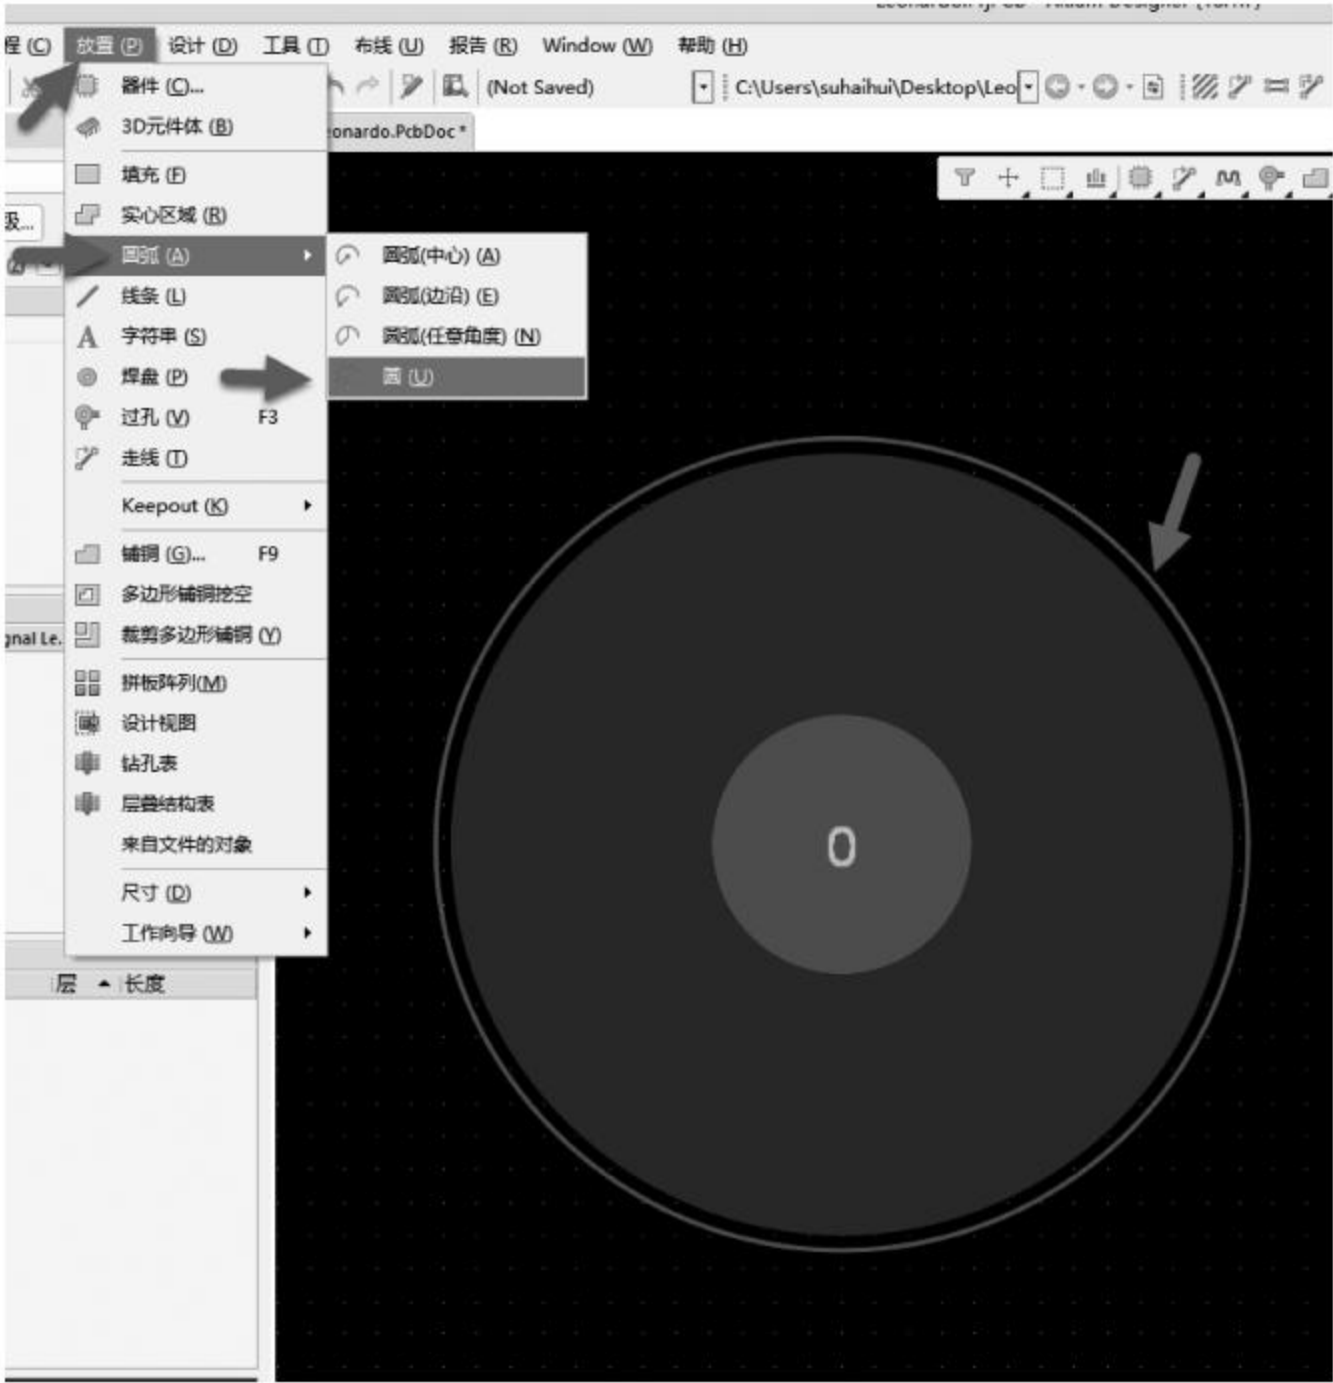 程 (C) 放置 (P) 设计 (D) 工具 (T) 布线 (U) 报告 (R) Window (W) 帮助 (H)
(Not Saved) C:\Users\suhaihui\Desktop\Leo
onardo.PcbDoc *
器件 (C)...
3D元件体 (B)
填充 (F)
实心区域 (R)
级...
圆弧 (A)
圆弧(中心) (A)
线条 (L)
圆弧(边沿) (E)
字符串 (S)
圆弧(任意角度) (N)
焊盘 (P)
圆 (U)
过孔 (V) F3
走线 (T)
Keepout (K)
铺铜 (G)... F9
多边形铺铜挖空
gnal Le.
裁剪多边形铺铜 (Y)
拼板阵列(M)
设计视图
钻孔表
层叠结构表
来自文件的对象
0
尺寸 (D)
工作向导 (W)
层 长度